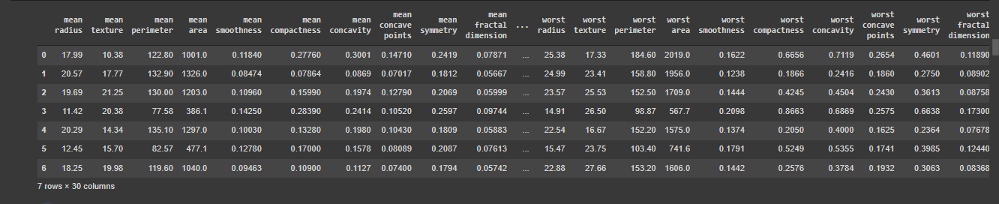 mean radius mean texture mean perimeter mean area mean smoothness mean compactness mean concavity mean concave points mean symmetry mean fractal dimension ... worst radius worst texture worst perimeter worst area worst smoothness worst compactness worst concavity worst concave points worst symmetry worst fractal dimension
0 17.99 10.38 122.80 1001.0 0.11840 0.27760 0.3001 0.14710 0.2419 0.07871 ... 25.38 17.33 184.60 2019.0 0.1622 0.6656 0.7119 0.2654 0.4601 0.11890
1 20.57 17.77 132.90 1326.0 0.08474 0.07864 0.0869 0.07017 0.1812 0.05667 ... 24.99 23.41 158.80 1956.0 0.1238 0.1866 0.2416 0.1860 0.2750 0.08902
2 19.69 21.25 130.00 1203.0 0.10960 0.15990 0.1974 0.12790 0.2069 0.05999 ... 23.57 25.53 152.50 1709.0 0.1444 0.4245 0.4504 0.2430 0.3613 0.08758
3 11.42 20.38 77.58 386.1 0.14250 0.28390 0.2414 0.10520 0.2597 0.09744 ... 14.91 26.50 98.87 567.7 0.2098 0.8663 0.6869 0.2575 0.6638 0.17300
4 20.29 14.34 135.10 1297.0 0.10030 0.13280 0.1980 0.10430 0.1809 0.05883 ... 22.54 16.67 152.20 1575.0 0.1374 0.2050 0.4000 0.1625 0.2364 0.07678
5 12.45 15.70 82.57 477.1 0.12780 0.17000 0.1578 0.08089 0.2087 0.07613 ... 15.47 23.75 103.40 741.6 0.1791 0.5249 0.5355 0.1741 0.3985 0.12440
6 18.25 19.98 119.60 1040.0 0.09463 0.10900 0.1127 0.07400 0.1794 0.05742 ... 22.88 27.66 153.20 1606.0 0.1442 0.2576 0.3784 0.1932 0.3063 0.08368
7 rows × 30 columns